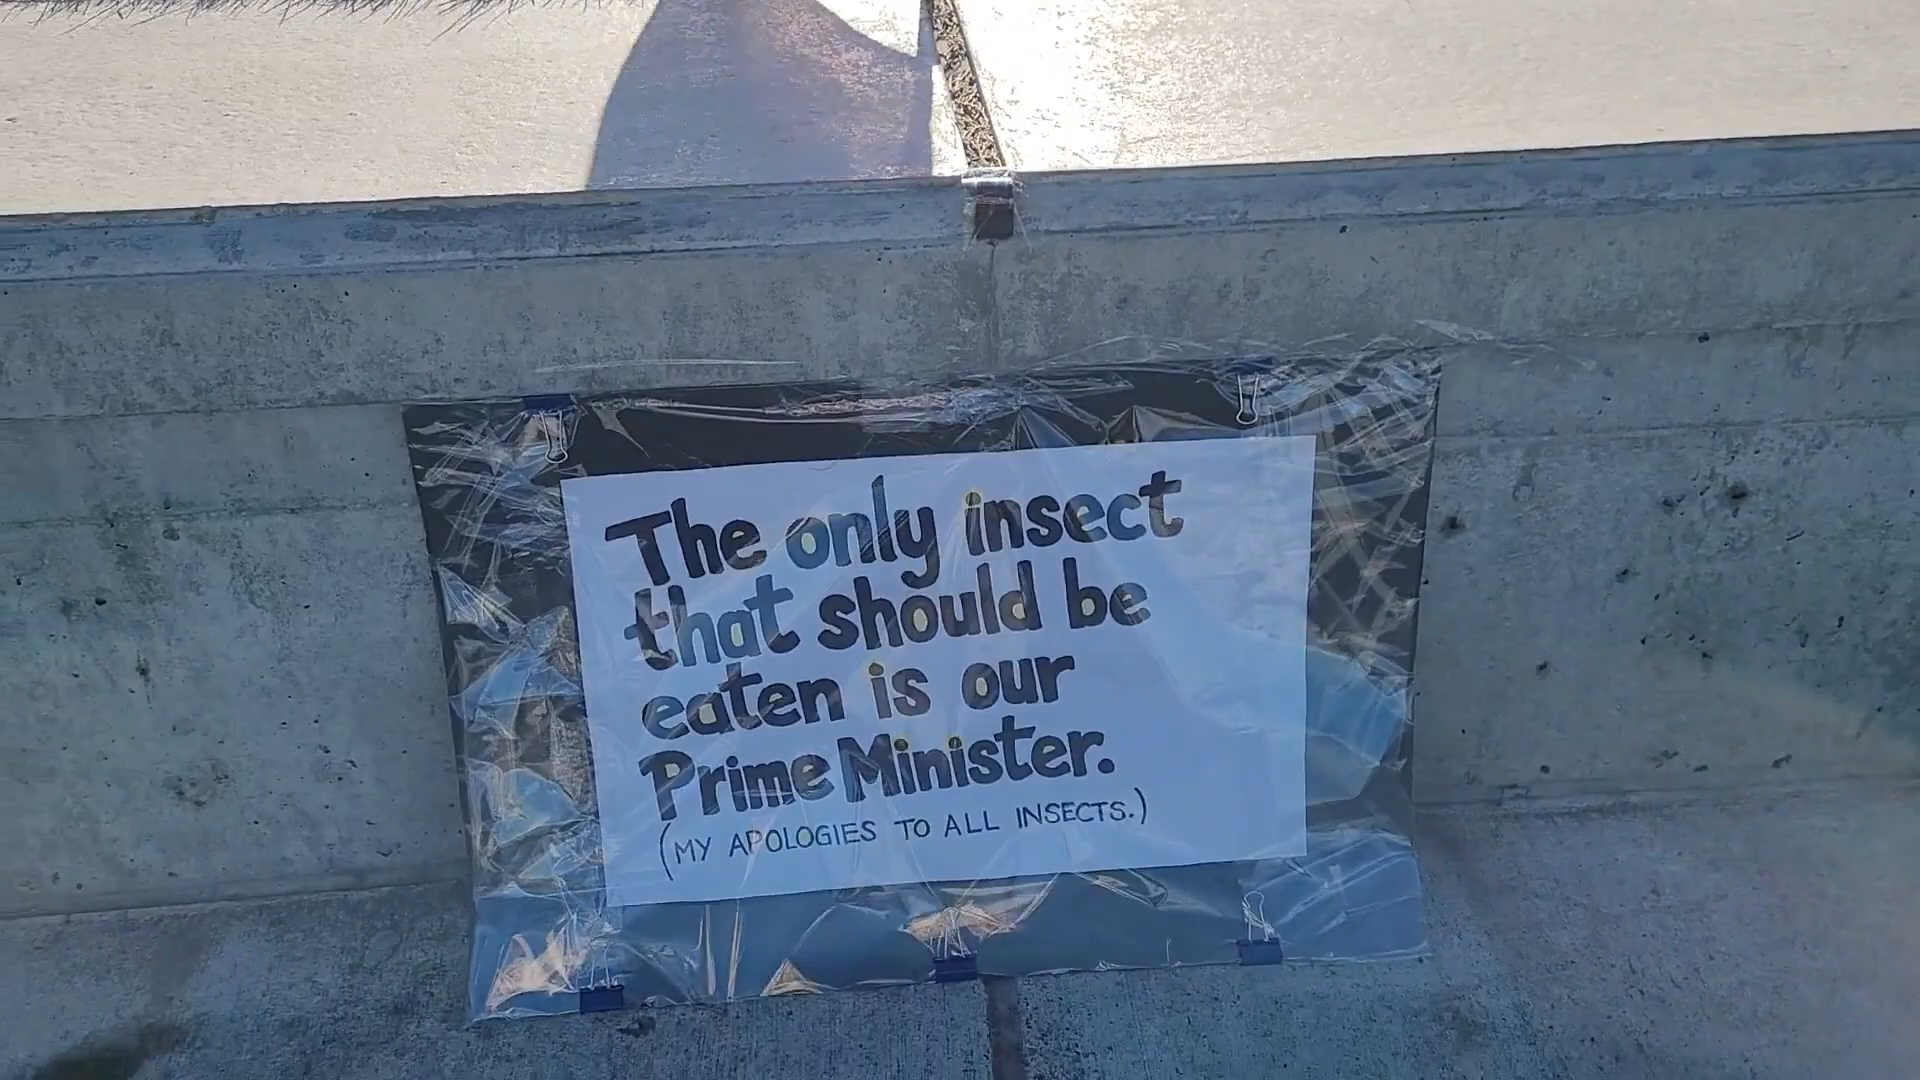 The only insect
that should be
eaten is our
Prime Minister.
(MY APOLOGIES TO ALL INSECTS.)